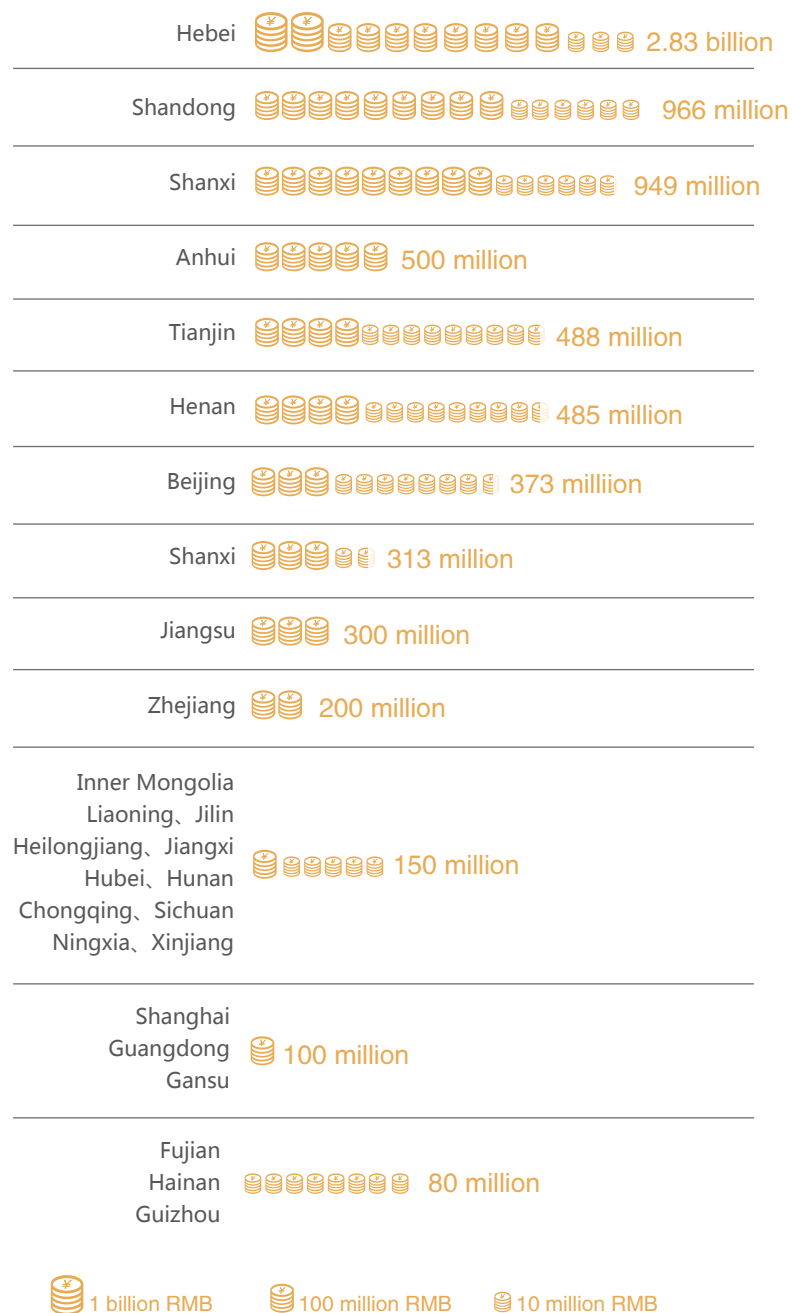 Hebei 2.83 billion
Shandong 966 million
Shanxi 949 million
Anhui 500 million
Tianjin 488 million
Henan 485 million
Beijing 373 milliion
Shanxi 313 million
Jiangsu 300 million
Zhejiang 200 million
Inner Mongolia
Liaoning、Jilin
Heilongjiang、Jiangxi
Hubei、Hunan 150 million
Chongqing、Sichuan
Ningxia、Xinjiang
Shanghai
Guangdong 100 million
Gansu
Fujian
Hainan 80 million
Guizhou
1 billion RMB 100 million RMB 10 million RMB